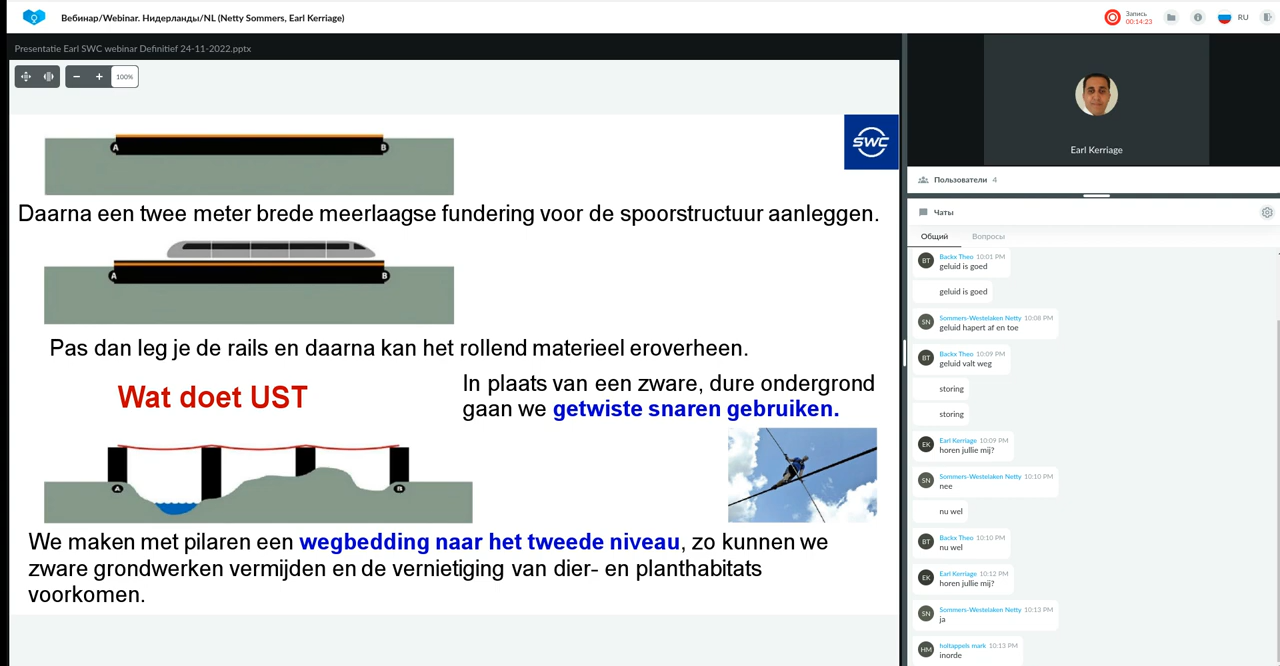 Вебинар/Webinar. Нидерланды/NL (Netty Sommers, Earl Kerriage)
Запись
00:14:23
RU
Presentatie Earl SWC webinar Definitief 24-11-2022.pptx
100%
A
B
SWC
Daarna een twee meter brede meerlaagse fundering voor de spoorstructuur aanleggen.
A
B
Pas dan leg je de rails en daarna kan het rollend materieel eroverheen.
Wat doet UST
In plaats van een zware, dure ondergrond
gaan we getwiste snaren gebruiken.
A
B
We maken met pilaren een wegbedding naar het tweede niveau, zo kunnen we
zware grondwerken vermijden en de vernietiging van dier- en planthabitats
voorkomen.
Earl Kerriage
Пользователи 4
Чаты
Общий Вопросы
BT
Backx Theo 10:01 PM
geluid is goed
geluid is goed
SN
Sommers-Westelaken Netty 10:08 PM
geluid hapert af en toe
BT
Backx Theo 10:09 PM
geluid valt weg
storing
storing
EK
Earl Kerriage 10:09 PM
horen jullie mij?
SN
Sommers-Westelaken Netty 10:10 PM
nee
nu wel
BT
Backx Theo 10:10 PM
nu wel
EK
Earl Kerriage 10:12 PM
horen jullie mij?
SN
Sommers-Westelaken Netty 10:13 PM
ja
HM
holtappels mark 10:13 PM
inorde